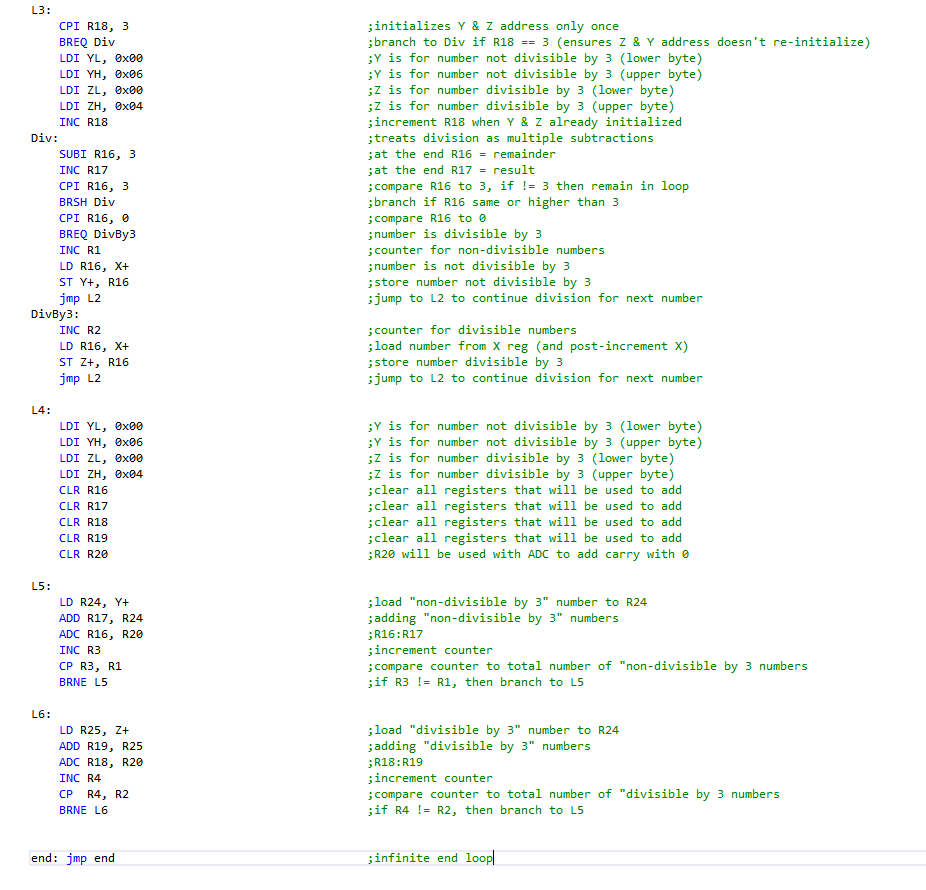 L3:
CPI R18, 3 ;initializes Y & Z address only once
BREQ Div ;branch to Div if R18 == 3 (ensures Z & Y address doesn't re-initialize)
LDI YL, 0x00 ;Y is for number not divisible by 3 (lower byte)
LDI YH, 0x06 ;Y is for number not divisible by 3 (upper byte)
LDI ZL, 0x00 ;Z is for number divisible by 3 (lower byte)
LDI ZH, 0x04 ;Z is for number divisible by 3 (upper byte)
INC R18 ;increment R18 when Y & Z already initialized
Div: ;treats division as multiple subtractions
SUBI R16, 3 ;at the end R16 = remainder
INC R17 ;at the end R17 = result
CPI R16, 3 ;compare R16 to 3, if != 3 then remain in loop
BRSH Div ;branch if R16 same or higher than 3
CPI R16, 0 ;compare R16 to 0
BREQ DivBy3 ;number is divisible by 3
INC R1 ;counter for non-divisible numbers
LD R16, X+ ;number is not divisible by 3
ST Y+, R16 ;store number not divisible by 3
jmp L2 ;jump to L2 to continue division for next number
DivBy3:
INC R2 ;counter for divisible numbers
LD R16, X+ ;load number from X reg (and post-increment X)
ST Z+, R16 ;store number divisible by 3
jmp L2 ;jump to L2 to continue division for next number
L4:
LDI YL, 0x00 ;Y is for number not divisible by 3 (lower byte)
LDI YH, 0x06 ;Y is for number not divisible by 3 (upper byte)
LDI ZL, 0x00 ;Z is for number divisible by 3 (lower byte)
LDI ZH, 0x04 ;Z is for number divisible by 3 (upper byte)
CLR R16 ;clear all registers that will be used to add
CLR R17 ;clear all registers that will be used to add
CLR R18 ;clear all registers that will be used to add
CLR R19 ;clear all registers that will be used to add
CLR R20 ;R20 will be used with ADC to add carry with 0
L5:
LD R24, Y+ ;load "non-divisible by 3" number to R24
ADD R17, R24 ;adding "non-divisible by 3" numbers
ADC R16, R20 ;R16:R17
INC R3 ;increment counter
CP R3, R1 ;compare counter to total number of "non-divisible by 3 numbers
BRNE L5 ;if R3 != R1, then branch to L5
L6:
LD R25, Z+ ;load "divisible by 3" number to R24
ADD R19, R25 ;adding "divisible by 3" numbers
ADC R18, R20 ;R18:R19
INC R4 ;increment counter
CP R4, R2 ;compare counter to total number of "divisible by 3 numbers
BRNE L6 ;if R4 != R2, then branch to L5
end: jmp end ;infinite end loop